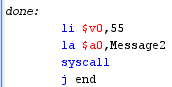 done:
li $v0,55
la $a0,Message2
syscall
j end